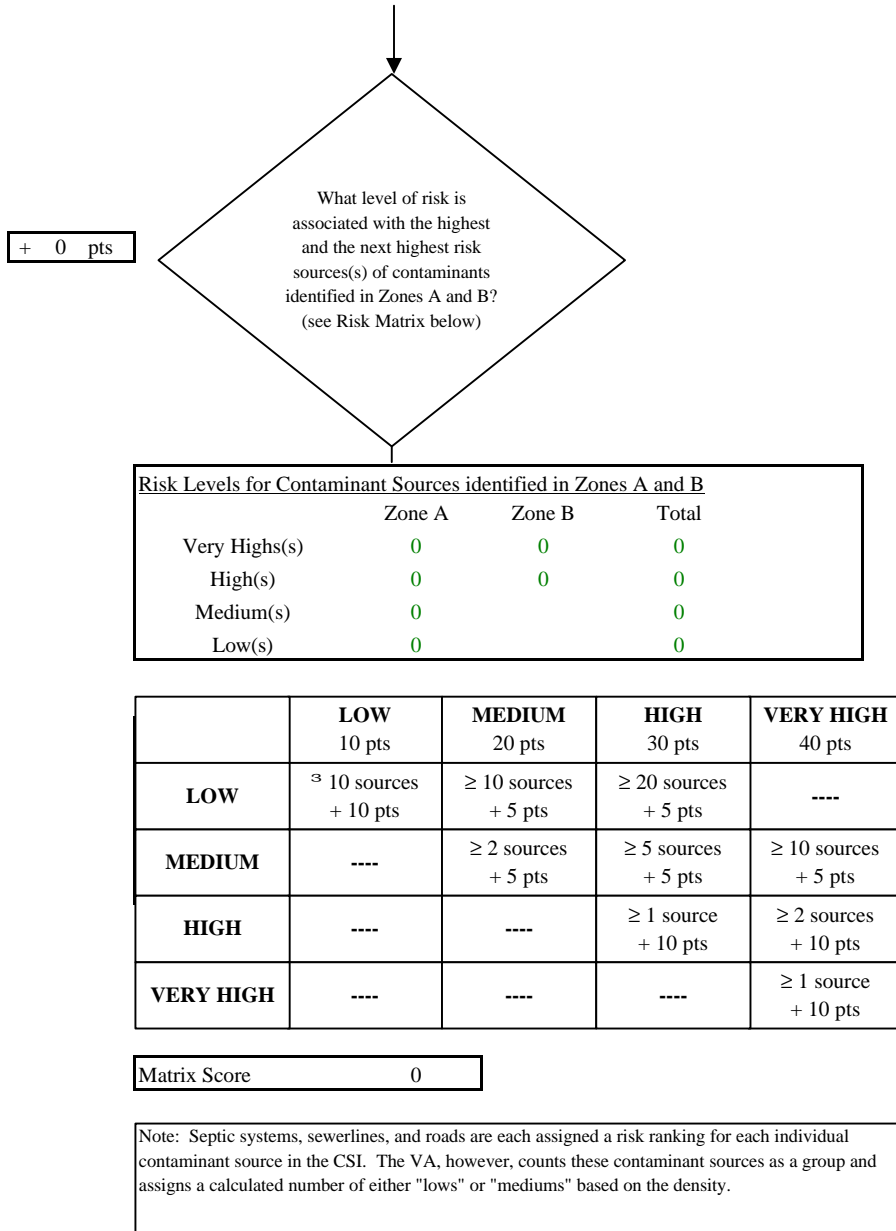 What level of risk is
associated with the highest
and the next highest risk
sources(s) of contaminants
identified in Zones A and B?
(see Risk Matrix below)
+ 0 pts
Risk Levels for Contaminant Sources identified in Zones A and B
Zone A Zone B Total
Very Highs(s) 0 0 0
High(s) 0 0 0
Medium(s) 0 0
Low(s) 0 0
LOW MEDIUM HIGH VERY HIGH
10 pts 20 pts 30 pts 40 pts
LOW ³ 10 sources ≥ 10 sources ≥ 20 sources ----
+ 10 pts + 5 pts + 5 pts
MEDIUM ---- ≥ 2 sources ≥ 5 sources ≥ 10 sources
+ 5 pts + 5 pts + 5 pts
HIGH ---- ---- ≥ 1 source ≥ 2 sources
+ 10 pts + 10 pts
VERY HIGH ---- ---- ---- ≥ 1 source
+ 10 pts
Matrix Score 0
Note: Septic systems, sewerlines, and roads are each assigned a risk ranking for each individual
contaminant source in the CSI. The VA, however, counts these contaminant sources as a group and
assigns a calculated number of either "lows" or "mediums" based on the density.